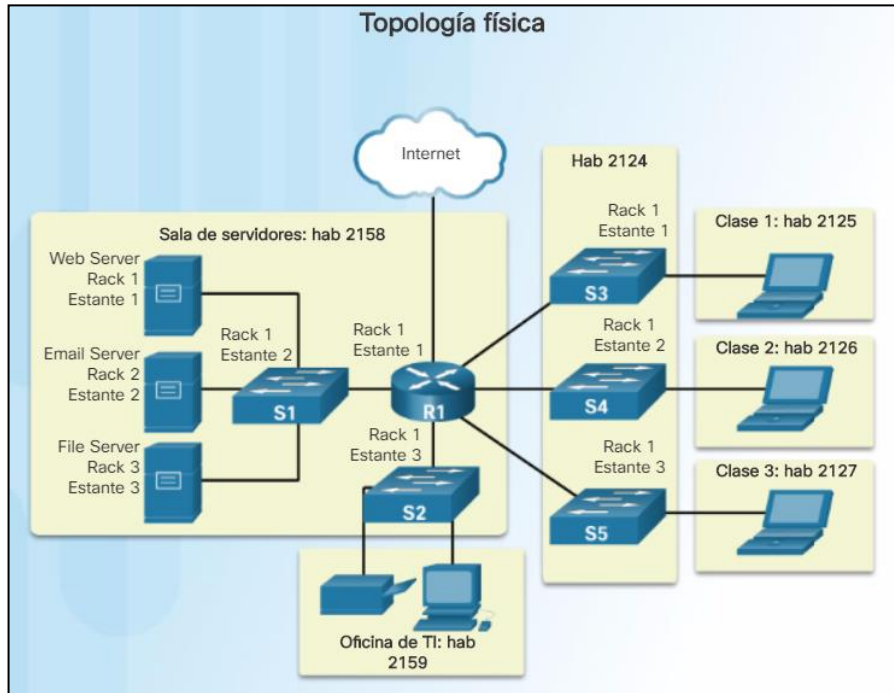 Topología física
Internet
Hab 2124
Sala de servidores: hab 2158
Web Server
Rack 1
Estante 1
Email Server
Rack 2
Estante 2
File Server
Rack 3
Estante 3
Rack 1
Estante 2
S1
Rack 1
Estante 1
R1
Rack 1
Estante 3
S2
Oficina de TI: hab
2159
Rack 1
Estante 1
S3
Rack 1
Estante 2
S4
Rack 1
Estante 3
S5
Clase 1: hab 2125
Clase 2: hab 2126
Clase 3: hab 2127